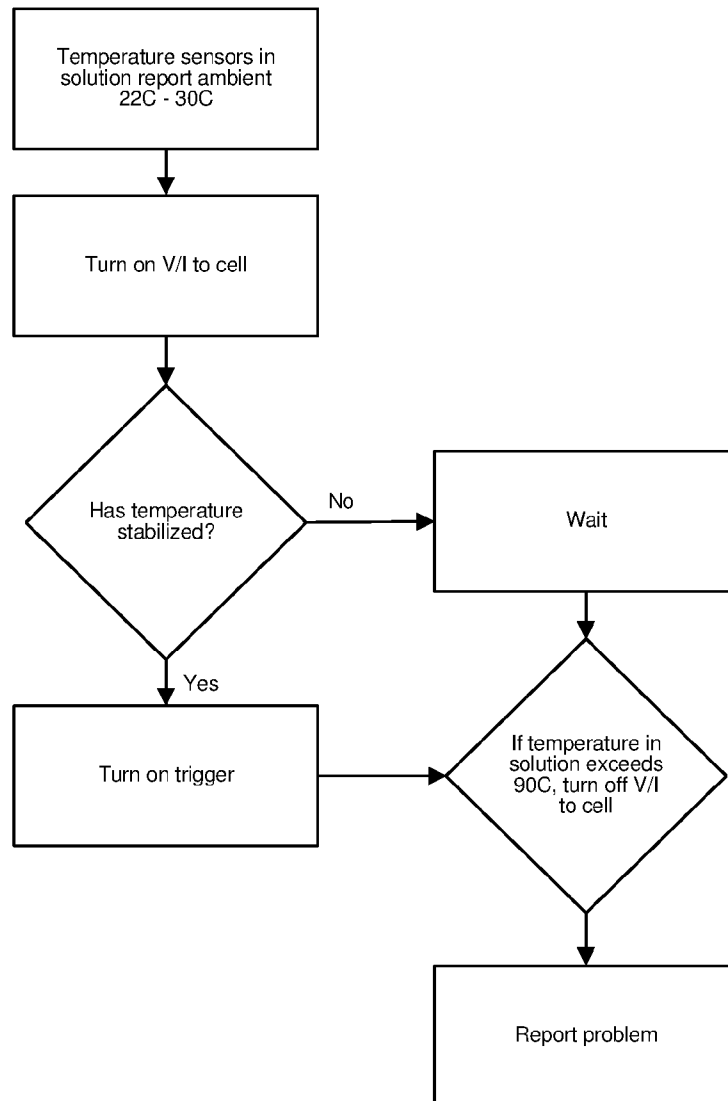 Temperature sensors in
solution report ambient
22C - 30C
Turn on V/I to cell
Has temperature
stabilized?
No
Wait
Yes
Turn on trigger
If temperature in
solution exceeds
90C, turn off V/I
to cell
Report problem